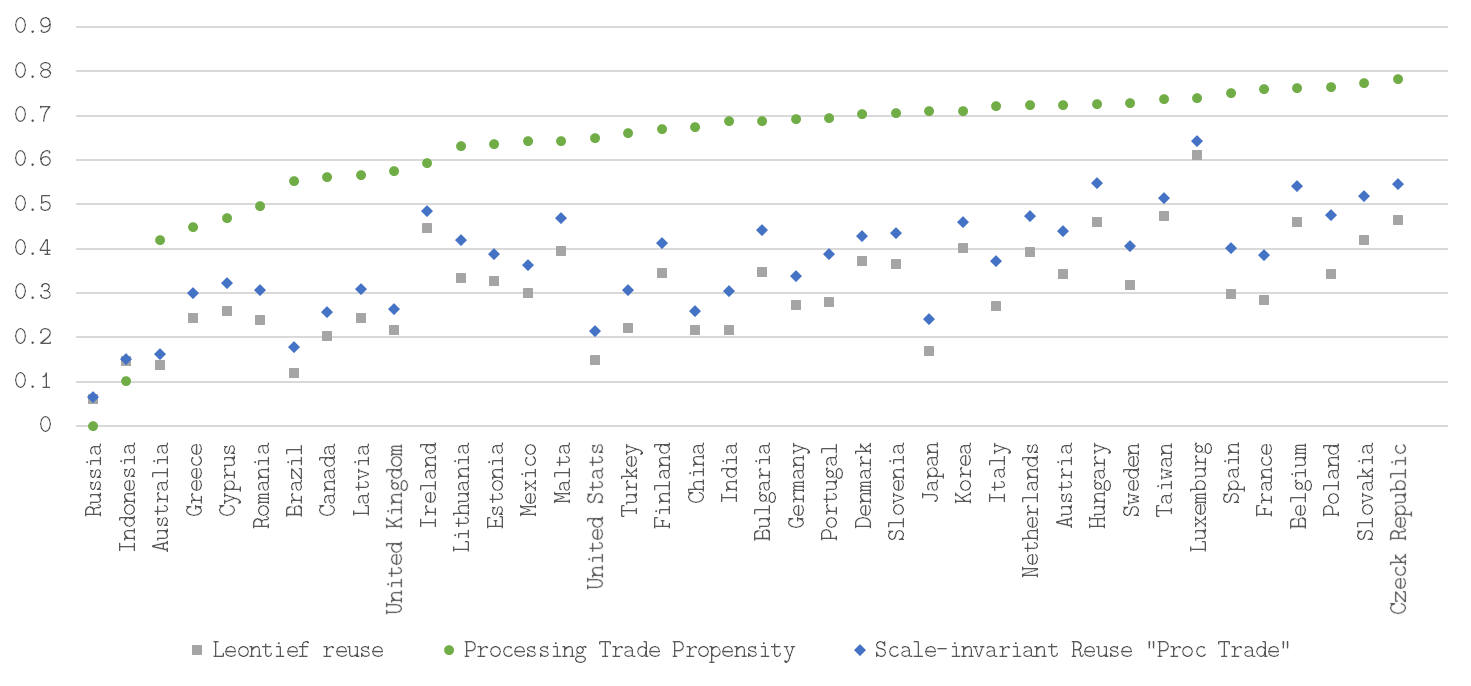 0.9
0.8
0.7
0.6
0.5
0.4
0.3
0.2
0.1
0
Russia
Indonesia
Australia
Greece
Cyprus
Romania
Brazil
Canada
Latvia
United Kingdom
Ireland
Lithuania
Estonia
Mexico
Malta
United Stats
Turkey
Finland
China
India
Bulgaria
Germany
Portugal
Denmark
Slovenia
Japan
Korea
Italy
Netherlands
Austria
Hungary
Sweden
Taiwan
Luxemburg
Spain
France
Belgium
Poland
Slovakia
Czeck Republic
Leontief reuse
Processing Trade Propensity
Scale-invariant Reuse "Proc Trade"